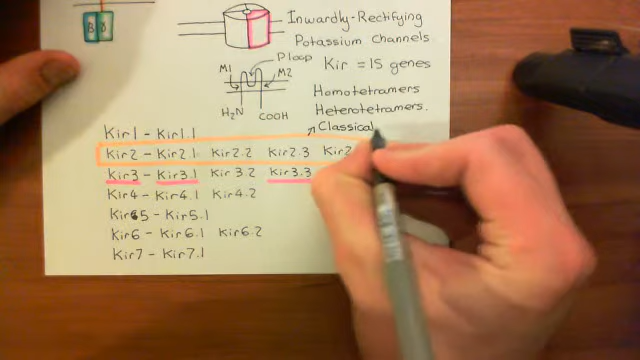 B γ
Inwardly-Rectifying
Potassium Channels
P loop
Kir = 15 genes
M1
M2
Homotetramers
H₂N
COOH
Heterotetramers.
Classical
Kir1 - Kir1.1
Kir2 - Kir2.1 Kir2.2 Kir2.3
Kir3 - Kir3.1 Kir3.2 Kir3.3
Kir4 - Kir4.1 Kir4.2
Kir5 - Kir5.1
Kir6 - Kir6.1 Kir6.2
Kir7 - Kir7.1